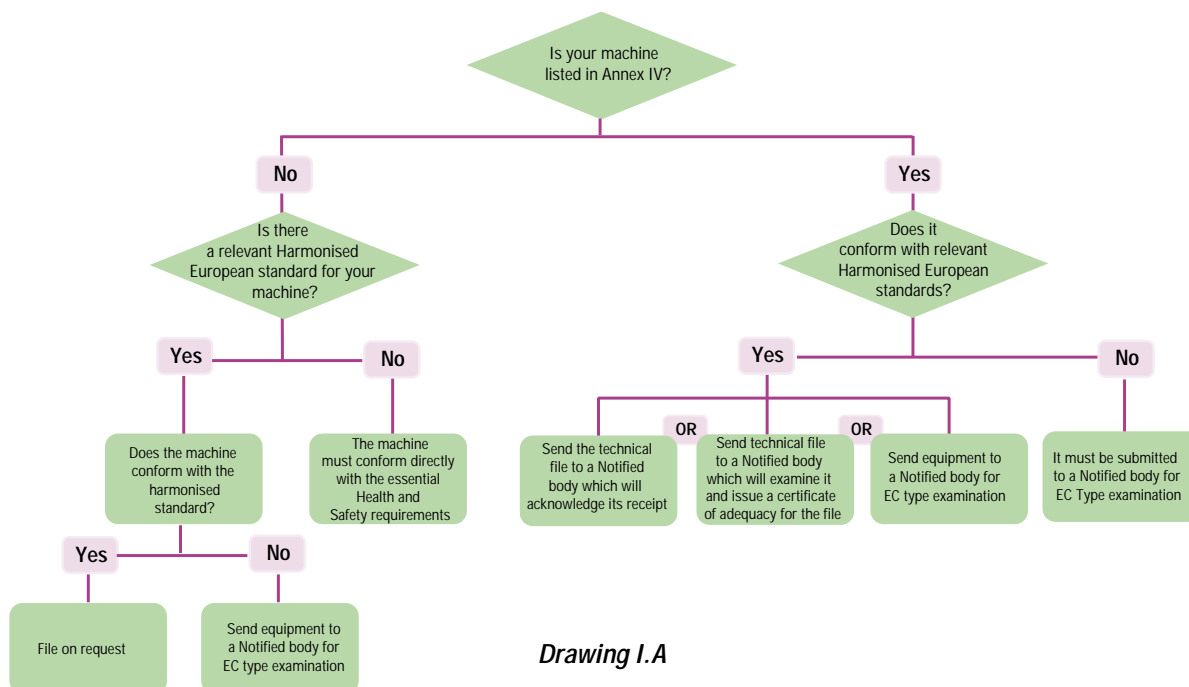 Is your machine
listed in Annex IV?
No
Yes
Is there
a relevant Harmonised
European standard for your
machine?
Does it
conform with relevant
Harmonised European
standards?
Yes
No
Yes
No
Does the machine
conform with the
harmonised
standard?
The machine
must conform directly
with the essential
Health and
Safety requirements
Send the technical
file to a Notified
body which will
acknowledge its receipt
OR
Send technical file
to a Notified body
which will examine it
and issue a certificate
of adequacy for the file
OR
Send equipment to
a Notified body for
EC type examination
It must be submitted
to a Notified body for
EC Type examination
Yes
No
File on request
Send equipment to
a Notified body for
EC type examination
Drawing I.A